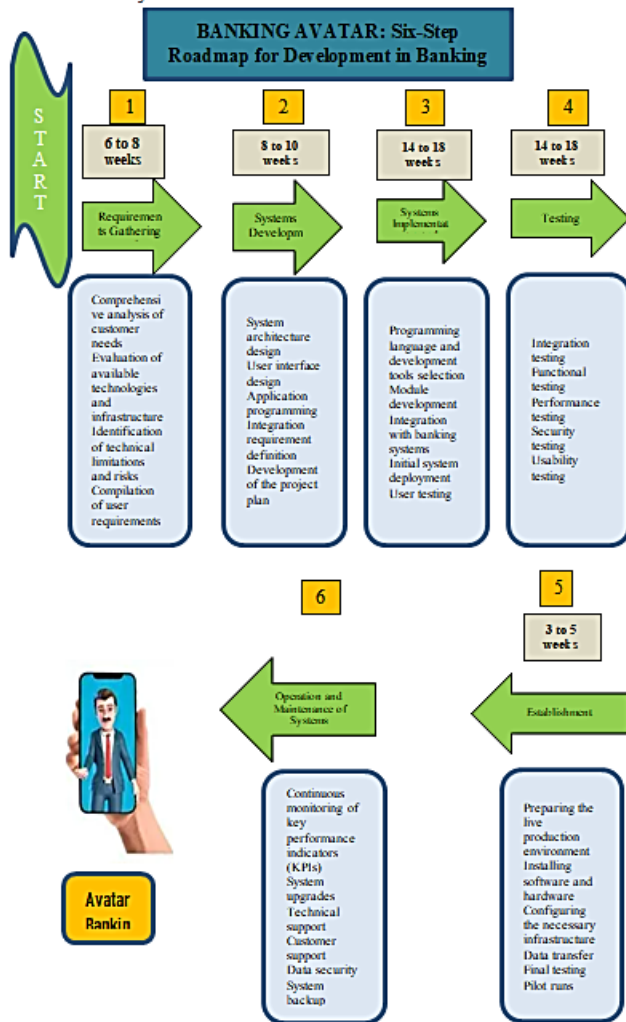 BANKING AVATAR: Six-Step
Roadmap for Development in Banking
START
1
6 to 8
weeks
Requiremen
ts Gathering
Comprehensi
ve analysis of
customer
needs
Evaluation of
available
technologies
and
infrastructure
Identification
of technical
limitations
and risks
Compilation
of user
requirements
2
8 to 10
weeks
Systems
Developm
System
architecture
design
User interface
design
Application
programming
Integration
requirement
definition
Development
of the project
plan
3
14 to 18
weeks
Systems
Implementat
Programming
language and
development
tools selection
Module
development
Integration
with banking
systems
Initial system
deployment
User testing
4
14 to 18
weeks
Testing
Integration
testing
Functional
testing
Performance
testing
Security
testing
Usability
testing
5
3 to 5
weeks
Establishment
Preparing the
live
production
environment
Installing
software and
hardware
Configuring
the necessary
infrastructure
Data transfer
Final testing
Pilot runs
6
Operation and
Maintenance of
Systems
Continuous
monitoring of
key
performance
indicators
(KPIs)
System
upgrades
Technical
support
Customer
support
Data security
System
backup
Avatar
Bankin